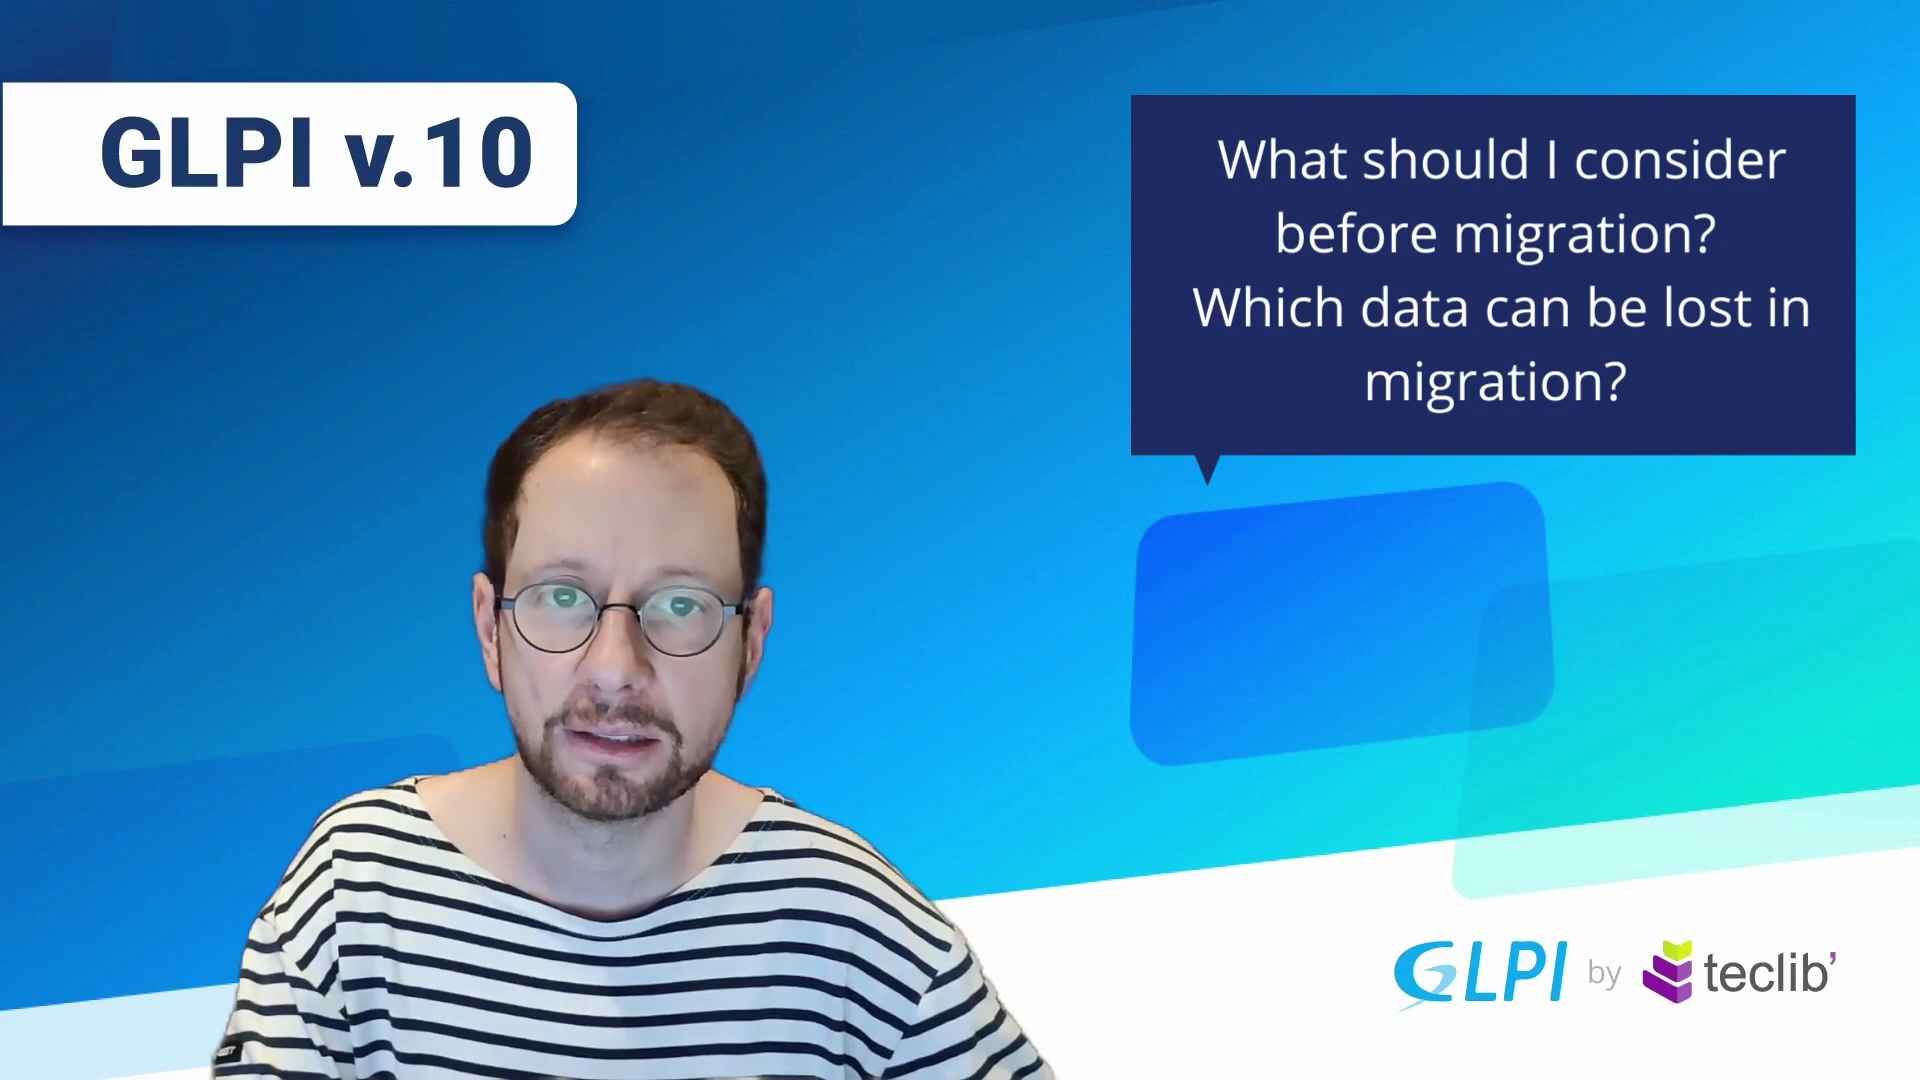 GLPI v.10
What should I consider
before migration?
Which data can be lost in
migration?
GLPI by teclib'